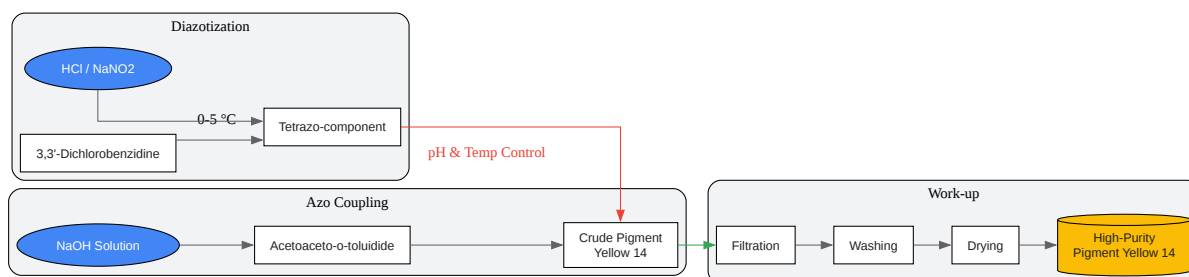 Diazotization
HCl / NaNO2
0-5 °C
Tetrazo-component
3,3'-Dichlorobenzidine
pH & Temp Control
Azo Coupling
NaOH Solution
Acetoaceto-o-toluidide
Crude Pigment
Yellow 14
Work-up
Filtration
Washing
Drying
High-Purity
Pigment Yellow 14